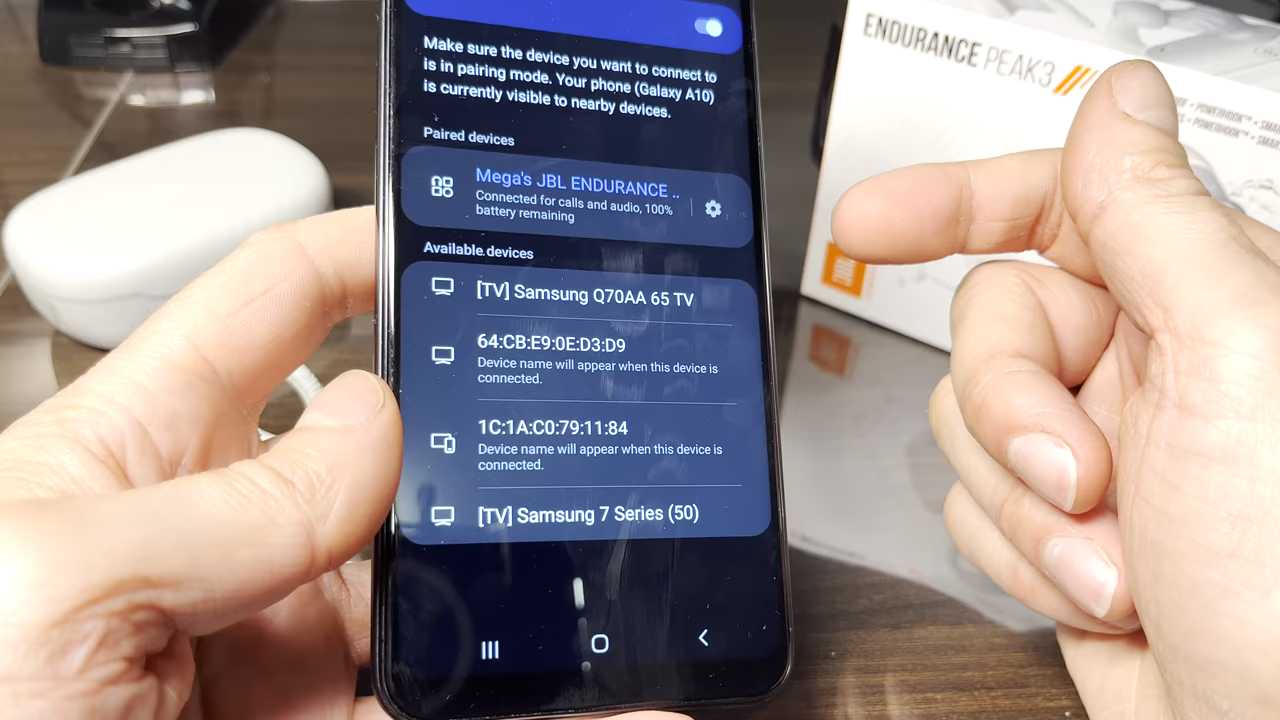 Make sure the device you want to connect to
is in pairing mode. Your phone (Galaxy A10)
is currently visible to nearby devices.
Paired devices
Mega's JBL ENDURANCE ..
Connected for calls and audio, 100%
battery remaining
Available devices
[TV] Samsung Q70AA 65 TV
64:CB:E9:0E:D3:D9
Device name will appear when this device is
connected.
1C:1A:C0:79:11:84
Device name will appear when this device is
connected.
[TV] Samsung 7 Series (50)
ENDURANCE PEAK3
POWERHOOK™
POWERHOOK™
JBL